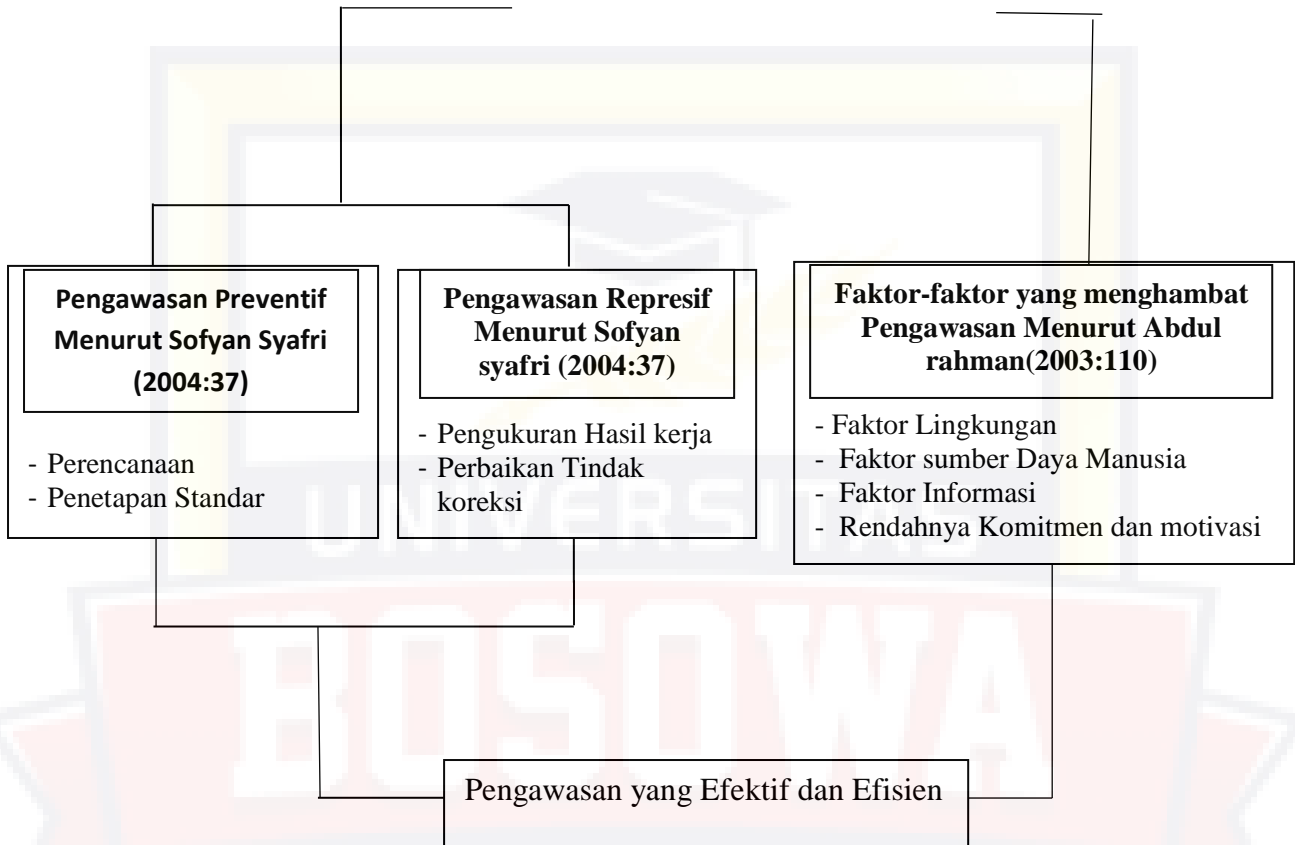 Pengawasan Preventif
Menurut Sofyan Syafri
(2004:37)
- Perencanaan
- Penetapan Standar
Pengawasan Represif
Menurut Sofyan
syafri (2004:37)
- Pengukuran Hasil kerja
- Perbaikan Tindak
koreksi
Faktor-faktor yang menghambat
Pengawasan Menurut Abdul
rahman(2003:110)
- Faktor Lingkungan
- Faktor sumber Daya Manusia
- Faktor Informasi
- Rendahnya Komitmen dan motivasi
UNIVERSITAS
BOSOWA
Pengawasan yang Efektif dan Efisien